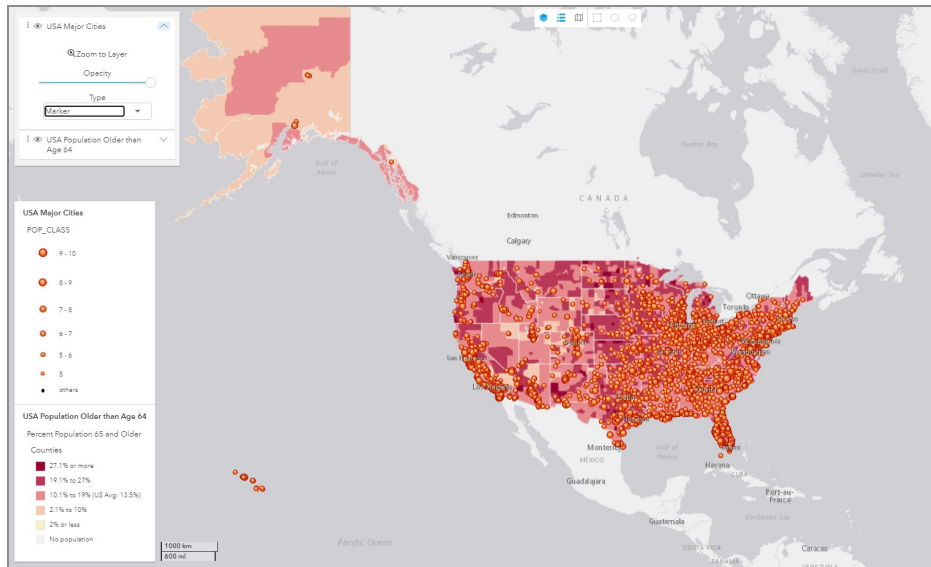 USA Major Cities
Zoom to Layer
Opacity
Type
Marker
USA Population Older than
Age 64
USA Major Cities
POP_CLASS
9 - 10
8 - 9
7 - 8
6 - 7
5 - 6
5
others
USA Population Older than Age 64
Percent Population 65 and Older
Counties
27.1% or more
19.1% to 27%
10.1% to 19% (US Avg: 13.5%)
2.1% to 10%
2% or less
No population
1000 km
600 mi
Davis Strait
Hudson Bay
Labrador Sea
Gulf of
Alaska
CANADA
Edmonton
Calgary
Vancouver
Ottawa
Toronto
Monterrey
MÉXICO
Gulf of
Mexico
Miami
Havana
CUBA
Guadalajara
Port-au-
Prince
Guatemala
Caribbean Sea
Pacific Ocean
COSTA RICA
PANAMA
Caracas
VENEZUELA